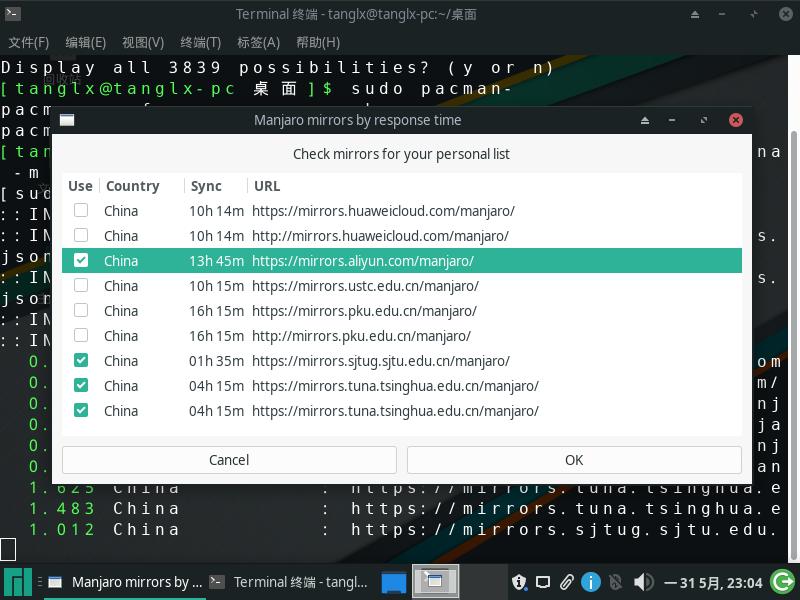 Terminal 终端 - tanglx@tanglx-pc:~/桌面
文件(F) 编辑(E) 视图(V) 终端(T) 标签(A) 帮助(H)
Display all 3839 possibilities? (y or n)
[tanglx@tanglx-pc 桌面]$ sudo pacman-
pacm
pacm
Manjaro mirrors by response time
Check mirrors for your personal list
Use Country Sync URL
China 10h 14m https://mirrors.huaweicloud.com/manjaro/
China 10h 14m http://mirrors.huaweicloud.com/manjaro/
China 13h 45m https://mirrors.aliyun.com/manjaro/
China 10h 15m https://mirrors.ustc.edu.cn/manjaro/
China 16h 15m https://mirrors.pku.edu.cn/manjaro/
China 16h 15m http://mirrors.pku.edu.cn/manjaro/
China 01h 35m https://mirrors.sjtug.sjtu.edu.cn/manjaro/
China 04h 15m https://mirrors.tuna.tsinghua.edu.cn/manjaro/
China 04h 15m https://mirrors.tuna.tsinghua.edu.cn/manjaro/
Cancel OK
[tan na
-m
[sud
::IN
::IN s.
json
::IN s.
json
::IN
::IN
0. om
0. m/
0. nj
0. ja
0. nj
0. an
1.625 China : https://mirrors.tuna.tsinghua.e
1.483 China : https://mirrors.tuna.tsinghua.e
1.012 China : https://mirrors.sjtug.sjtu.edu.
Manjaro mirrors by ... Terminal 终端 - tangl... 一 31 5月, 23:04